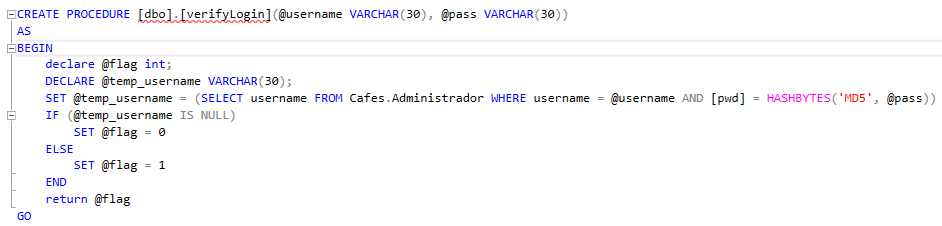 CREATE PROCEDURE [dbo].[verifyLogin](@username VARCHAR(30), @pass VARCHAR(30))
AS
BEGIN
    declare @flag int;
    DECLARE @temp_username VARCHAR(30);
    SET @temp_username = (SELECT username FROM Cafes.Administrador WHERE username = @username AND [pwd] = HASHBYTES('MD5', @pass))
    IF (@temp_username IS NULL)
        SET @flag = 0
    ELSE
        SET @flag = 1
    END
    return @flag
GO